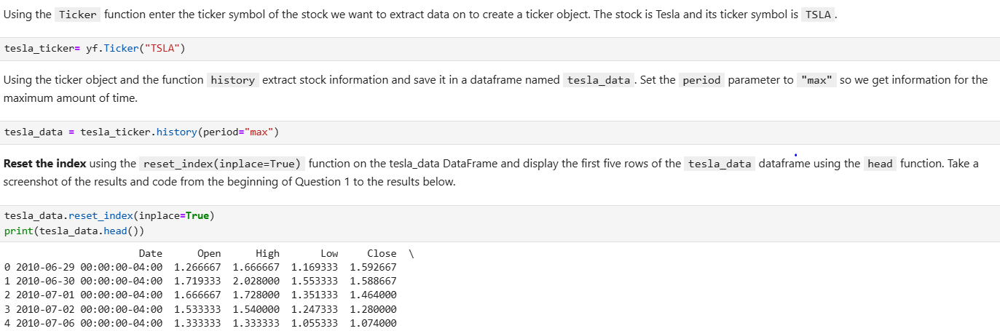 Using the Ticker function enter the ticker symbol of the stock we want to extract data on to create a ticker object. The stock is Tesla and its ticker symbol is TSLA .
tesla_ticker= yf.Ticker("TSLA")
Using the ticker object and the function history extract stock information and save it in a dataframe named tesla_data . Set the period parameter to "max" so we get information for the
maximum amount of time.
tesla_data = tesla_ticker.history(period="max")
Reset the index using the reset_index(inplace=True) function on the tesla_data DataFrame and display the first five rows of the tesla_data dataframe using the head function. Take a
screenshot of the results and code from the beginning of Question 1 to the results below.
tesla_data.reset_index(inplace=True)
print(tesla_data.head())
Date Open High Low Close \
0 2010-06-29 00:00:00-04:00 1.266667 1.666667 1.169333 1.592667
1 2010-06-30 00:00:00-04:00 1.719333 2.028000 1.553333 1.588667
2 2010-07-01 00:00:00-04:00 1.666667 1.728000 1.351333 1.464000
3 2010-07-02 00:00:00-04:00 1.533333 1.540000 1.247333 1.280000
4 2010-07-06 00:00:00-04:00 1.333333 1.333333 1.055333 1.074000